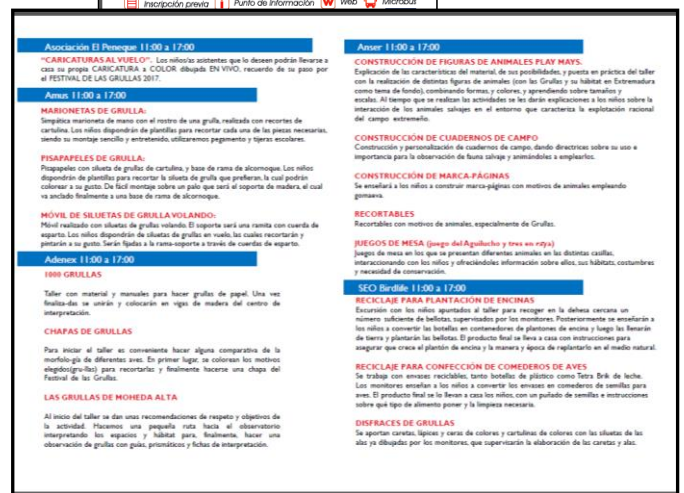 Inscripción previa Punto de Información Web Microbús
Asociación El Peneque 11:00 a 17:00
"CARICATURAS AL VUELO". Los niños/as asistentes que lo deseen podrán llevarse a
casa su propia CARICATURA a COLOR dibujada EN VIVO, recuerdo de su paso por
el FESTIVAL DE LAS GRULLAS 2017.
Amus 11:00 a 17:00
MARIONETAS DE GRULLA:
Simpática marioneta de mano con el rostro de una grulla, realizada con recortes de
cartulina. Los niños dispondrán de plantillas para recortar cada una de las piezas necesarias,
siendo su montaje sencillo y entretenido, utilizaremos pegamento y tijeras escolares.
PISAPAPELES DE GRULLA:
Pisapapeles con silueta de grullas de cartulina, y base de rama de alcornoque. Los niños
dispondrán de plantillas para recortar la silueta de grulla que prefieran, la cual podrán
colorear a su gusto. De fácil montaje sobre un palo que será el soporte de madera, el cual
va anclado finalmente a una base de rama de alcornoque.
MÓVIL DE SILUETAS DE GRULLA VOLANDO:
Móvil realizado con siluetas de grullas volando. El soporte será una ramita con cuerda de
esparto. Los niños dispondrán de siluetas de grullas en vuelo, las cuales recortarán y
pintarán a su gusto. Serán fijadas a la rama-soporte a través de cuerdas de esparto.
Adenex 11:00 a 17:00
1000 GRULLAS
Taller con material y manuales para hacer grullas de papel. Una vez
finaliza-das se unirán y colocarán en vigas de madera del centro de
interpretación.
CHAPAS DE GRULLAS
Para iniciar el taller es conveniente hacer alguna comparativa de la
morfolo-gía de diferentes aves. En primer lugar, se colorean los motivos
elegidos(gru-llas) para recortarlas y finalmente hacerse una chapa del
Festival de las Grullas.
LAS GRULLAS DE MOHEDA ALTA
Al inicio del taller se dan unas recomendaciones de respeto y objetivos de
la actividad. Hacemos una pequeña ruta hacia el observatorio
interpretando los espacios y hábitat para, finalmente, hacer una
observación de grullas con guías, prismáticos y fichas de interpretación.
Anser 11:00 a 17:00
CONSTRUCCIÓN DE FIGURAS DE ANIMALES PLAY MAYS.
Explicación de las características del material, de sus posibilidades, y puesta en práctica del taller
con la realización de distintas figuras de animales (con las Grullas y su hábitat en Extremadura
como tema de fondo), combinando formas, y colores, y aprendiendo sobre tamaños y
escalas. Al tiempo que se realizan las actividades se les darán explicaciones a los niños sobre la
interacción de los animales salvajes en el entorno que caracteriza la explotación racional
del campo extremeño.
CONSTRUCCIÓN DE CUADERNOS DE CAMPO
Construcción y personalización de cuadernos de campo, dando directrices sobre su uso e
importancia para la observación de fauna salvaje y animándoles a emplearlos.
CONSTRUCCIÓN DE MARCA-PÁGINAS
Se enseñará a los niños a construir marca-páginas con motivos de animales empleando
gomaeva.
RECORTABLES
Recortables con motivos de animales, especialmente de Grullas.
JUEGOS DE MESA (juego del Aguilucho y tres en raya)
Juegos de mesa en los que se presentan diferentes animales en las distintas casillas,
interaccionando con los niños y ofreciéndoles información sobre ellos, sus hábitats, costumbres
y necesidad de conservación.
SEO Birdlife 11:00 a 17:00
RECICLAJE PARA PLANTACIÓN DE ENCINAS
Excursión con los niños apuntados al taller para recoger en la dehesa cercana un
número suficiente de bellotas, supervisados por los monitores. Posteriormente se enseñarán a
los niños a convertir las botellas en contenedores de plantones de encina y luego las llenarán
de tierra y plantarán las bellotas. El producto final se lleva a casa con instrucciones para
asegurar que crece el plantón de encina y la manera y época de replantarlo en el medio natural.
RECICLAJE PARA CONFECCIÓN DE COMEDEROS DE AVES
Se trabaja con envases reciclables, tanto botellas de plástico como Tetra Brik de leche.
Los monitores enseñan a los niños a convertir los envases en comederos de semillas para
aves. El producto final se lo llevan a casa los niños, con un puñado de semillas e instrucciones
sobre qué tipo de alimento poner y la limpieza necesaria.
DISFRACES DE GRULLAS
Se aportan caretas, lápices y ceras de colores y cartulinas de colores con las siluetas de las
alas ya dibujadas por los monitores, que supervisarán la elaboración de las caretas y alas.